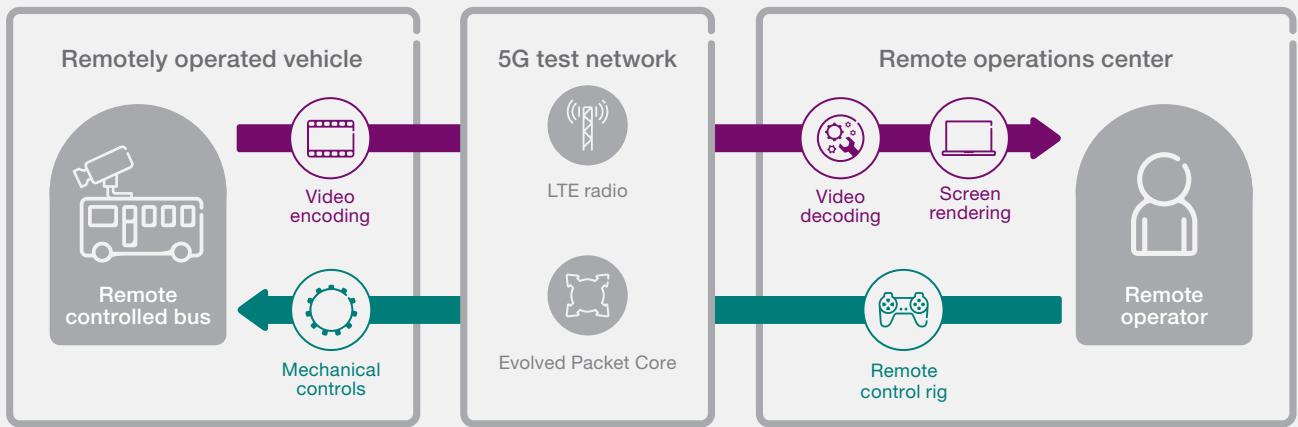 Remotely operated vehicle
5G test network
Remote operations center
Video
encoding
LTE radio
Video
decoding
Screen
rendering
Remote
controlled bus
Remote
operator
Mechanical
controls
Evolved Packet Core
Remote
control rig